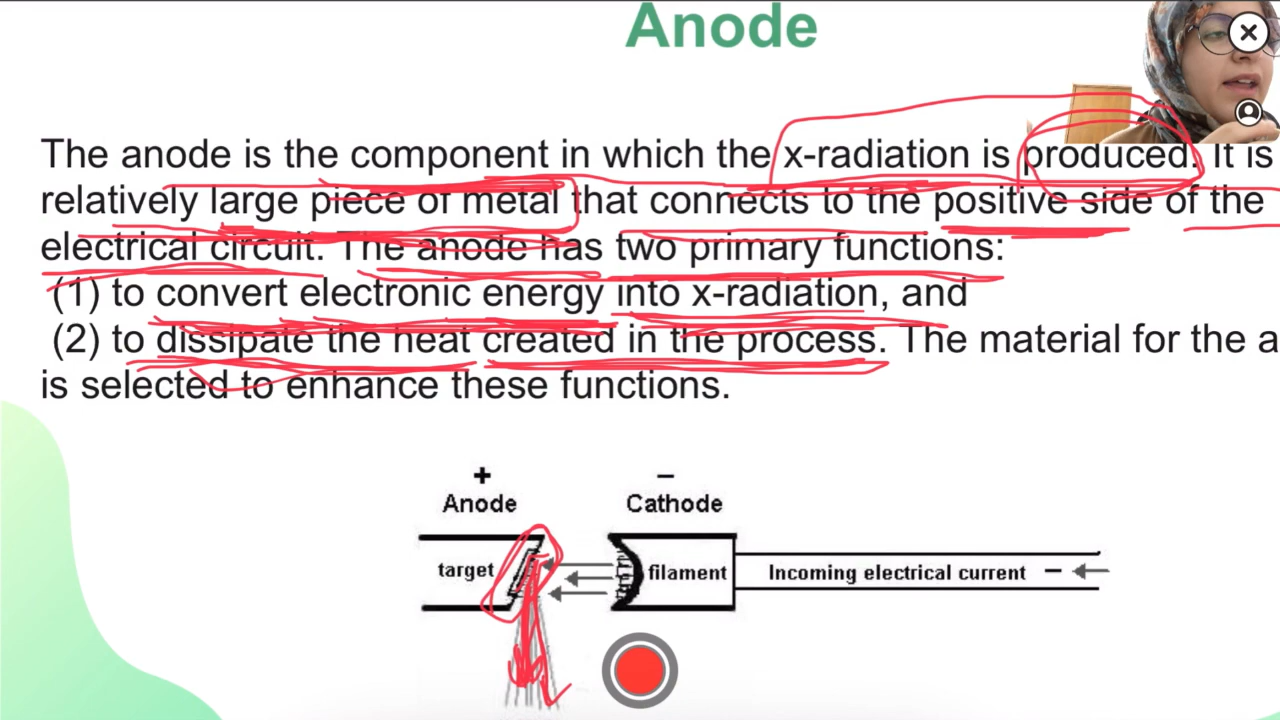 Anode
The anode is the component in which the x-radiation is produced. It is
relatively large piece of metal that connects to the positive side of the
electrical circuit. The anode has two primary functions:
(1) to convert electronic energy into x-radiation, and
(2) to dissipate the heat created in the process. The material for the a
is selected to enhance these functions.
+ −
Anode Cathode
target filament Incoming electrical current −